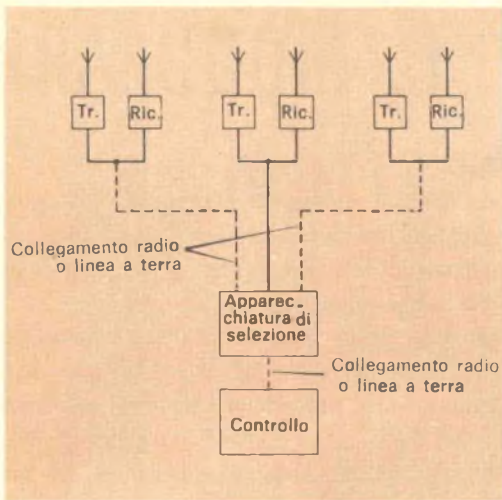 Tr.
Ric.
Tr.
Ric.
Tr.
Ric.
Collegamento radio
o linea a terra
Apparec-
chiatura di
selezione
Collegamento radio
o linea a terra
Controllo